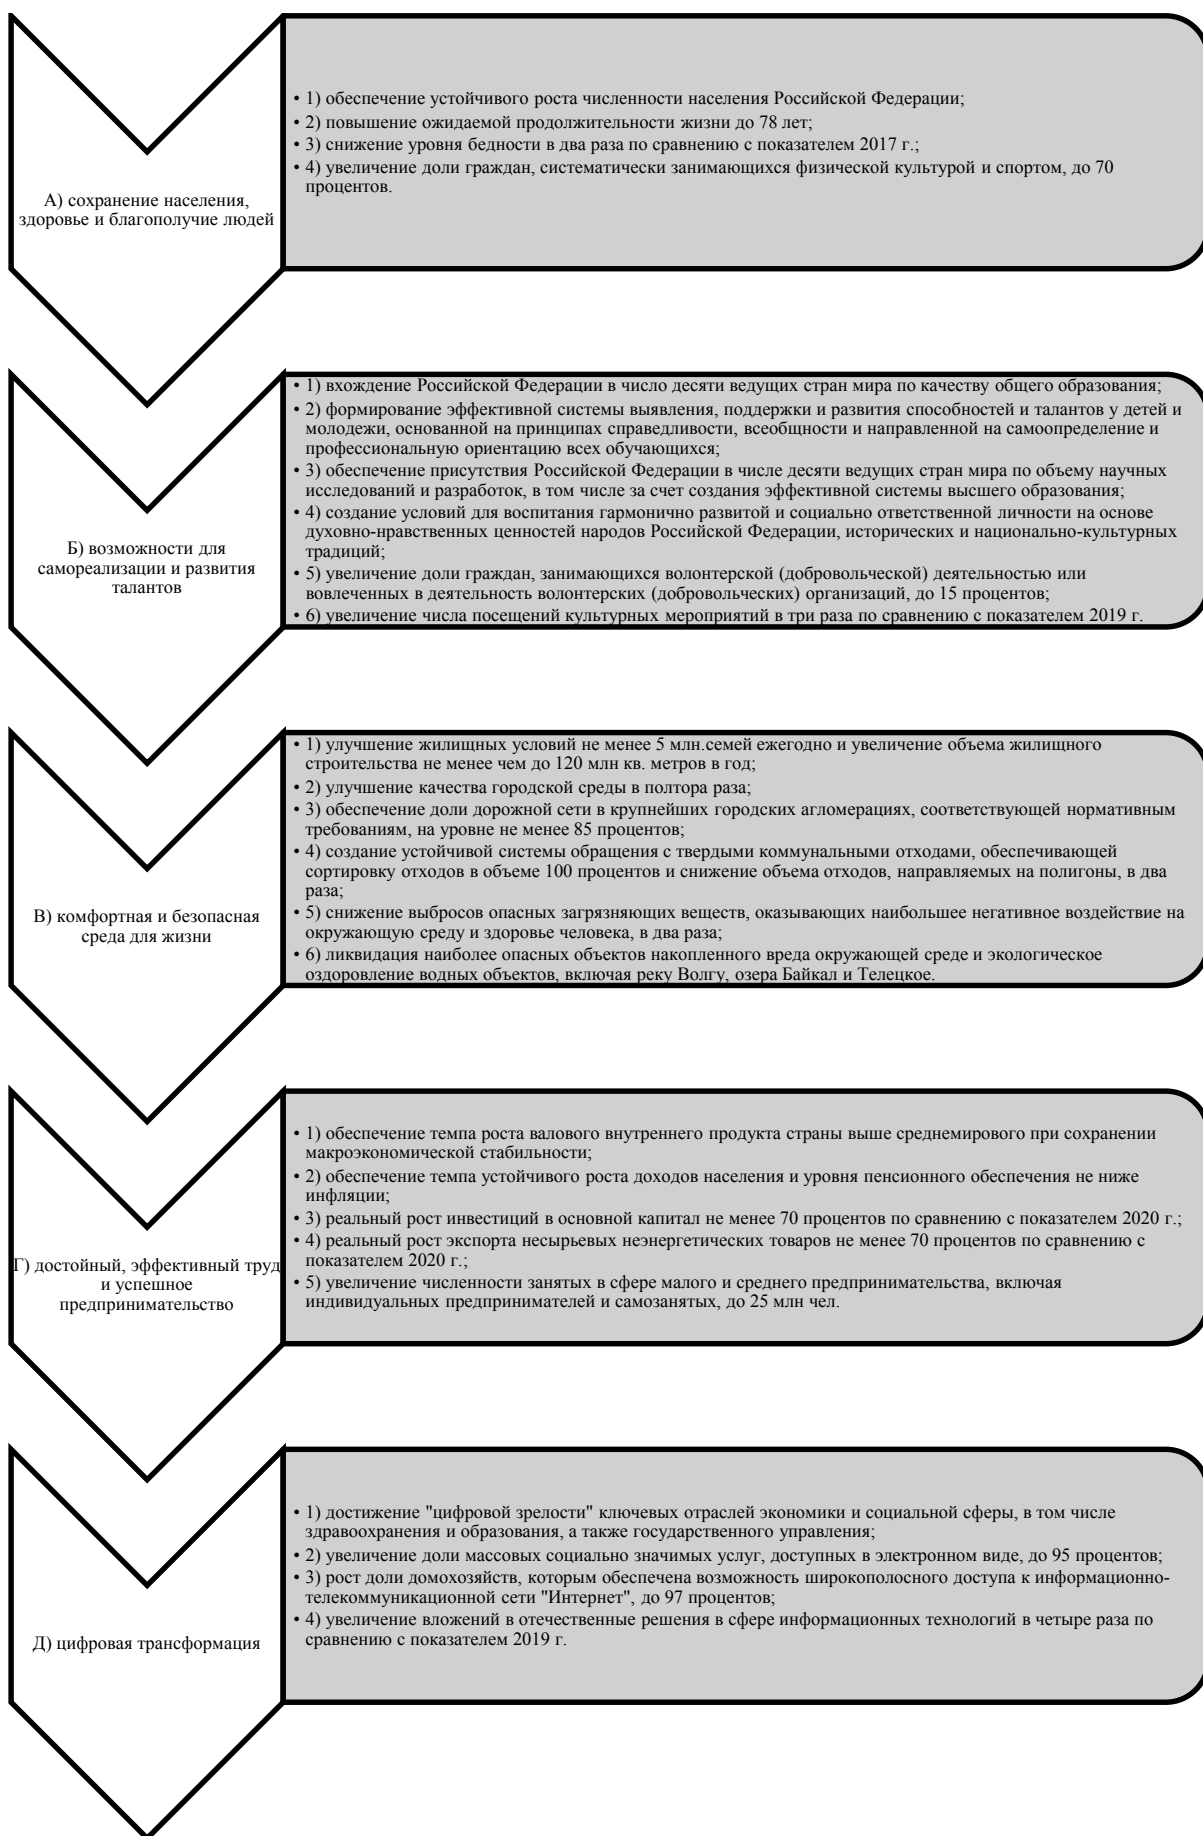 А) сохранение населения,
здоровье и благополучие людей
• 1) обеспечение устойчивого роста численности населения Российской Федерации;
• 2) повышение ожидаемой продолжительности жизни до 78 лет;
• 3) снижение уровня бедности в два раза по сравнению с показателем 2017 г.;
• 4) увеличение доли граждан, систематически занимающихся физической культурой и спортом, до 70
процентов.
Б) возможности для
самореализации и развития
талантов
• 1) вхождение Российской Федерации в число десяти ведущих стран мира по качеству общего образования;
• 2) формирование эффективной системы выявления, поддержки и развития способностей и талантов у детей и
молодежи, основанной на принципах справедливости, всеобщности и направленной на самоопределение и
профессиональную ориентацию всех обучающихся;
• 3) обеспечение присутствия Российской Федерации в числе десяти ведущих стран мира по объему научных
исследований и разработок, в том числе за счет создания эффективной системы высшего образования;
• 4) создание условий для воспитания гармонично развитой и социально ответственной личности на основе
духовно-нравственных ценностей народов Российской Федерации, исторических и национально-культурных
традиций;
• 5) увеличение доли граждан, занимающихся волонтерской (добровольческой) деятельностью или
вовлеченных в деятельность волонтерских (добровольческих) организаций, до 15 процентов;
• 6) увеличение числа посещений культурных мероприятий в три раза по сравнению с показателем 2019 г.
В) комфортная и безопасная
среда для жизни
• 1) улучшение жилищных условий не менее 5 млн.семей ежегодно и увеличение объема жилищного
строительства не менее чем до 120 млн кв. метров в год;
• 2) улучшение качества городской среды в полтора раза;
• 3) обеспечение доли дорожной сети в крупнейших городских агломерациях, соответствующей нормативным
требованиям, на уровне не менее 85 процентов;
• 4) создание устойчивой системы обращения с твердыми коммунальными отходами, обеспечивающей
сортировку отходов в объеме 100 процентов и снижение объема отходов, направляемых на полигоны, в два
раза;
• 5) снижение выбросов опасных загрязняющих веществ, оказывающих наибольшее негативное воздействие на
окружающую среду и здоровье человека, в два раза;
• 6) ликвидация наиболее опасных объектов накопленного вреда окружающей среде и экологическое
оздоровление водных объектов, включая реку Волгу, озера Байкал и Телецкое.
Г) достойный, эффективный труд
и успешное
предпринимательство
• 1) обеспечение темпа роста валового внутреннего продукта страны выше среднемирового при сохранении
макроэкономической стабильности;
• 2) обеспечение темпа устойчивого роста доходов населения и уровня пенсионного обеспечения не ниже
инфляции;
• 3) реальный рост инвестиций в основной капитал не менее 70 процентов по сравнению с показателем 2020 г.;
• 4) реальный рост экспорта несырьевых неэнергетических товаров не менее 70 процентов по сравнению с
показателем 2020 г.;
• 5) увеличение численности занятых в сфере малого и среднего предпринимательства, включая
индивидуальных предпринимателей и самозанятых, до 25 млн чел.
Д) цифровая трансформация
• 1) достижение "цифровой зрелости" ключевых отраслей экономики и социальной сферы, в том числе
здравоохранения и образования, а также государственного управления;
• 2) увеличение доли массовых социально значимых услуг, доступных в электронном виде, до 95 процентов;
• 3) рост доли домохозяйств, которым обеспечена возможность широкополосного доступа к информационно-
телекоммуникационной сети "Интернет", до 97 процентов;
• 4) увеличение вложений в отечественные решения в сфере информационных технологий в четыре раза по
сравнению с показателем 2019 г.